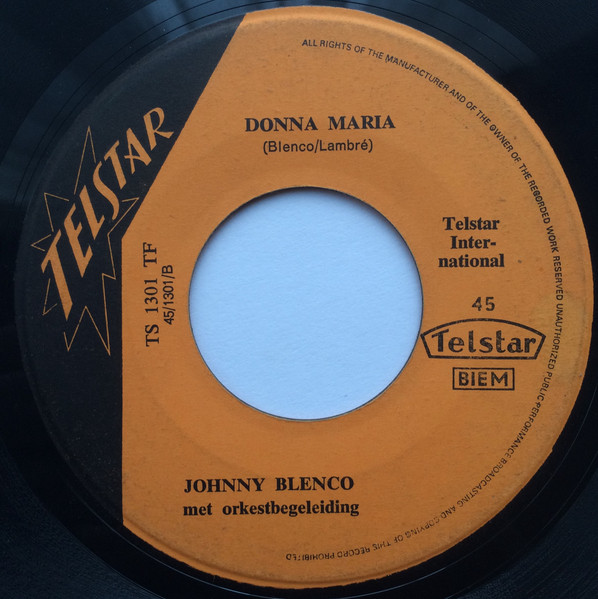 ALL RIGHTS OF THE MANUFACTURER AND OF THE OWNER OF THE RECORDED WORK RESERVED UNAUTHORIZED PUBLIC PERFORMANCE BROADCASTING AND COPYING OF THIS RECORD PROHIBITED
DONNA MARIA
(Blenco/Lambré)
TELSTAR
TS 1301 TF
45/1301/B
Telstar
Inter-
national
45
Telstar
BIEM
JOHNNY BLENCO
met orkestbegeleiding